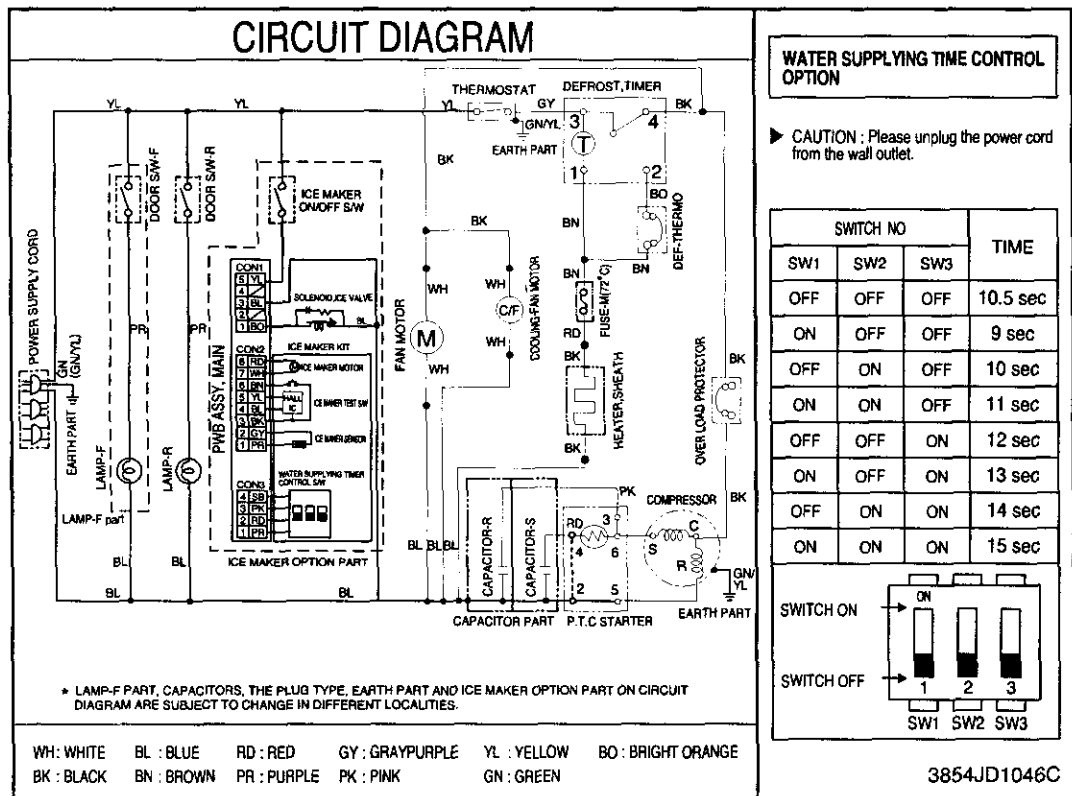 CIRCUIT DIAGRAM
THERMOSTAT
DEFROST,TIMER
YL
YL
YL
GY
BK
GN/YL
EARTH PART
3
4
T
1
2
BO
BK
BK
BN
BN
BN
DEF-THERMO
DOOR S/W-F
DOOR S/W-R
ICE MAKER
ON/OFF S/W
POWER SUPPLY CORD
GN
(GN/YL)
EARTH PART
PR
PR
LAMP-F
LAMP-R
LAMP-F part
BL
BL
BL
BL
PWB ASSY, MAIN
CON1
5 YL
4
3 BL
2
1 BO
SOLENOID,ICE VALVE
BL
ICE MAKER KIT
CON2
8 RD
7 WH
6 BN
5 YL
4 BL
3 BK
2 GY
1 PR
ICE MAKER MOTOR
HALL
IC
ICE MAKER TEST S/W
ICE MAKER SENSOR
WATER SUPPLYING TIMER
CONTROL S/W
CON3
4 SB
3 PK
2 RD
1 PR
ICE MAKER OPTION PART
WH
WH
M
WH
WH
C/F
FAN MOTOR
COOLING-FAN MOTOR
FUSE-M(72°C)
RD
BK
HEATER,SHEATH
BK
BL
BL
BL
BK
OVER LOAD PROTECTOR
BK
CAPACITOR-R
CAPACITOR-S
CAPACITOR PART
PK
RD
3
4
6
2
5
P.T.C STARTER
COMPRESSOR
S
C
R
GN/
YL
EARTH PART
* LAMP-F PART, CAPACITORS, THE PLUG TYPE, EARTH PART AND ICE MAKER OPTION PART ON CIRCUIT
DIAGRAM ARE SUBJECT TO CHANGE IN DIFFERENT LOCALITIES.
WH : WHITE BL : BLUE RD : RED GY : GRAYPURPLE YL : YELLOW BO : BRIGHT ORANGE
BK : BLACK BN : BROWN PR : PURPLE PK : PINK GN : GREEN
WATER SUPPLYING TIME CONTROL
OPTION
CAUTION : Please unplug the power cord
from the wall outlet.
SWITCH NO TIME
SW1 SW2 SW3
OFF OFF OFF 10.5 sec
ON OFF OFF 9 sec
OFF ON OFF 10 sec
ON ON OFF 11 sec
OFF OFF ON 12 sec
ON OFF ON 13 sec
OFF ON ON 14 sec
ON ON ON 15 sec
ON
SWITCH ON
SWITCH OFF
1 2 3
SW1 SW2 SW3
3854JD1046C